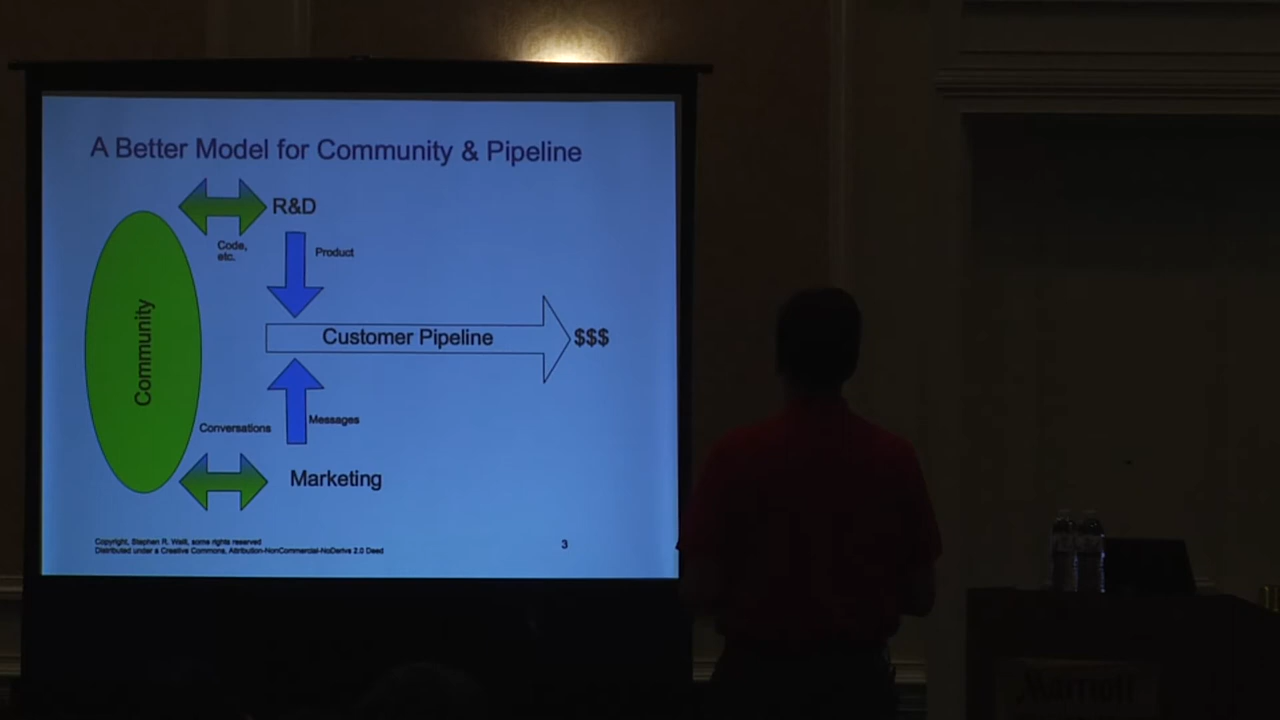 A Better Model for Community & Pipeline
R&D
Code,
etc.
Product
Community
Customer Pipeline
$$$
Messages
Conversations
Marketing
Copyright, Stephen R. Walli, some rights reserved
Distributed under a Creative Commons, Attribution-NonCommercial-NoDerivs 2.0 Deed
3
Marriott